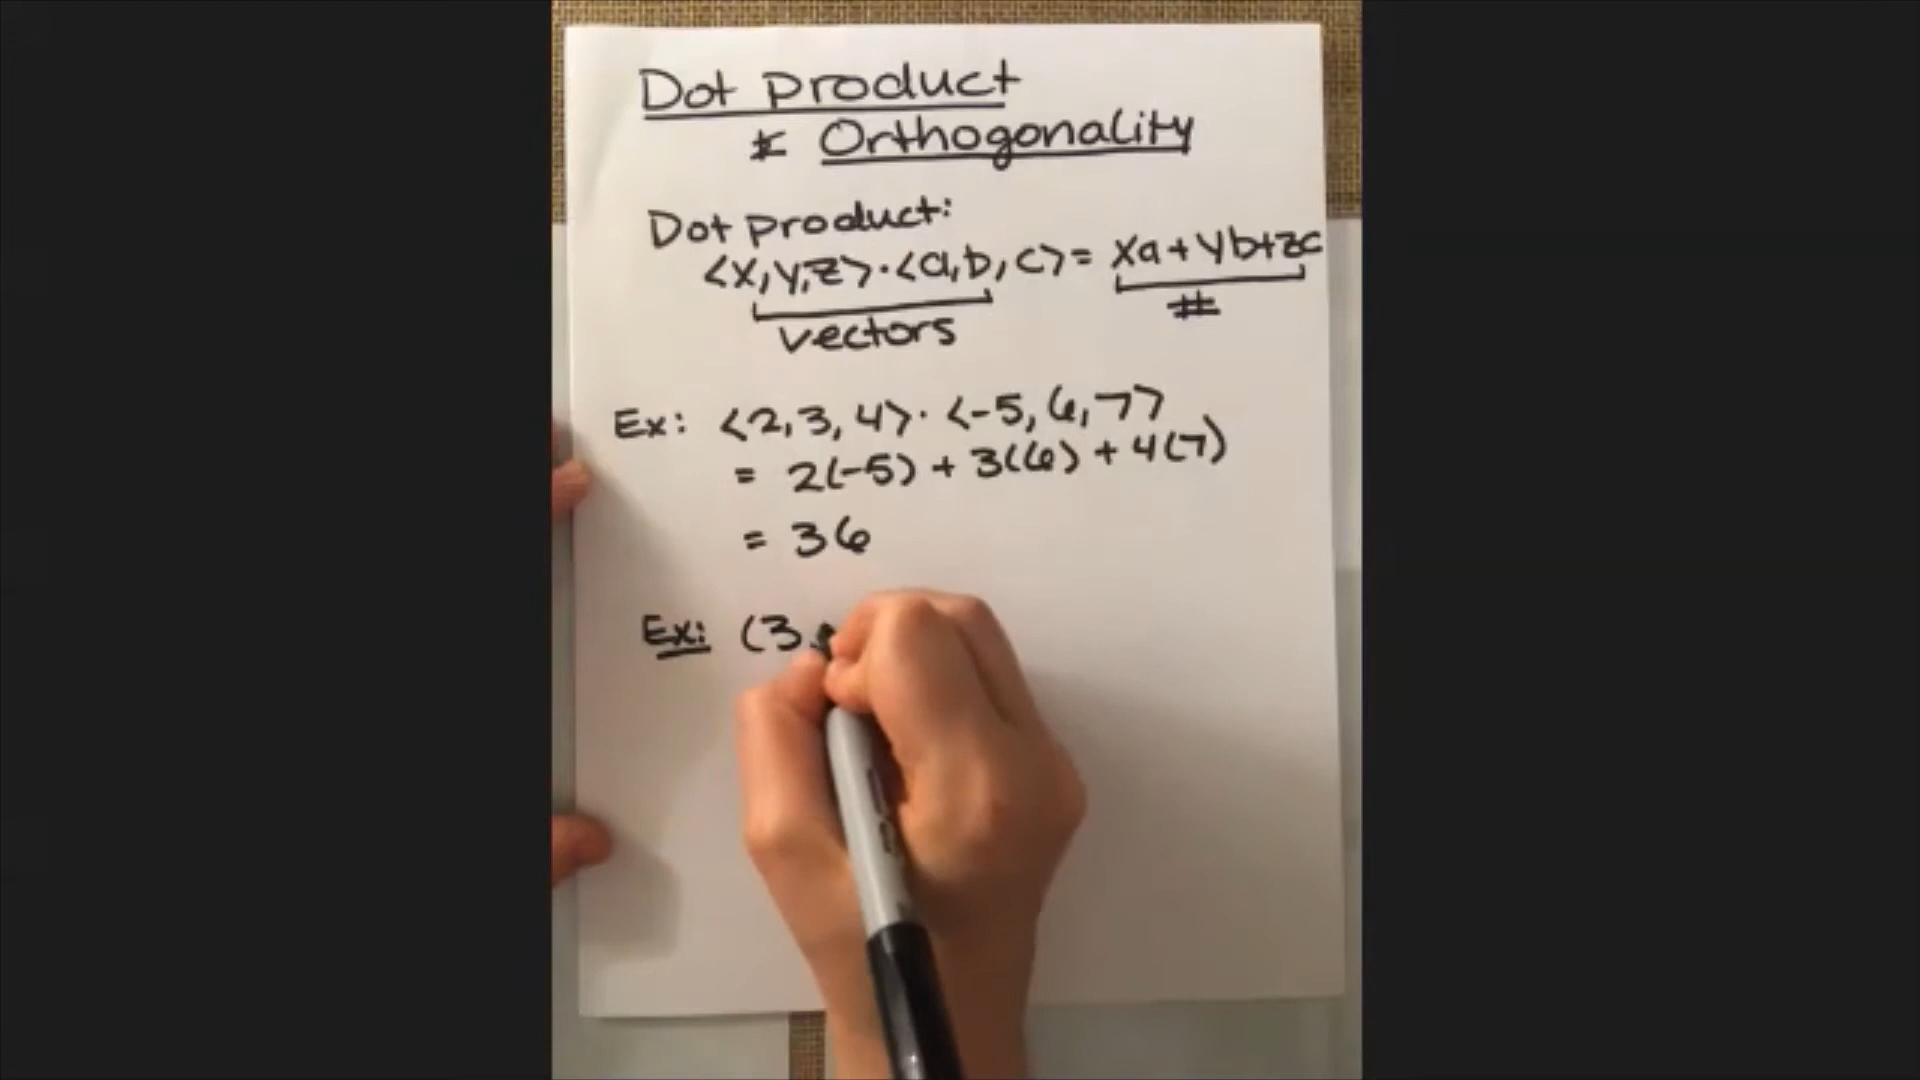 Dot product
& Orthogonality
Dot product:
<x,y,z>·<a,b,c>= xa+yb+zc
vectors #
Ex: <2,3,4>·<-5,6,7>
= 2(-5) + 3(6) + 4(7)
= 36
Ex: (3